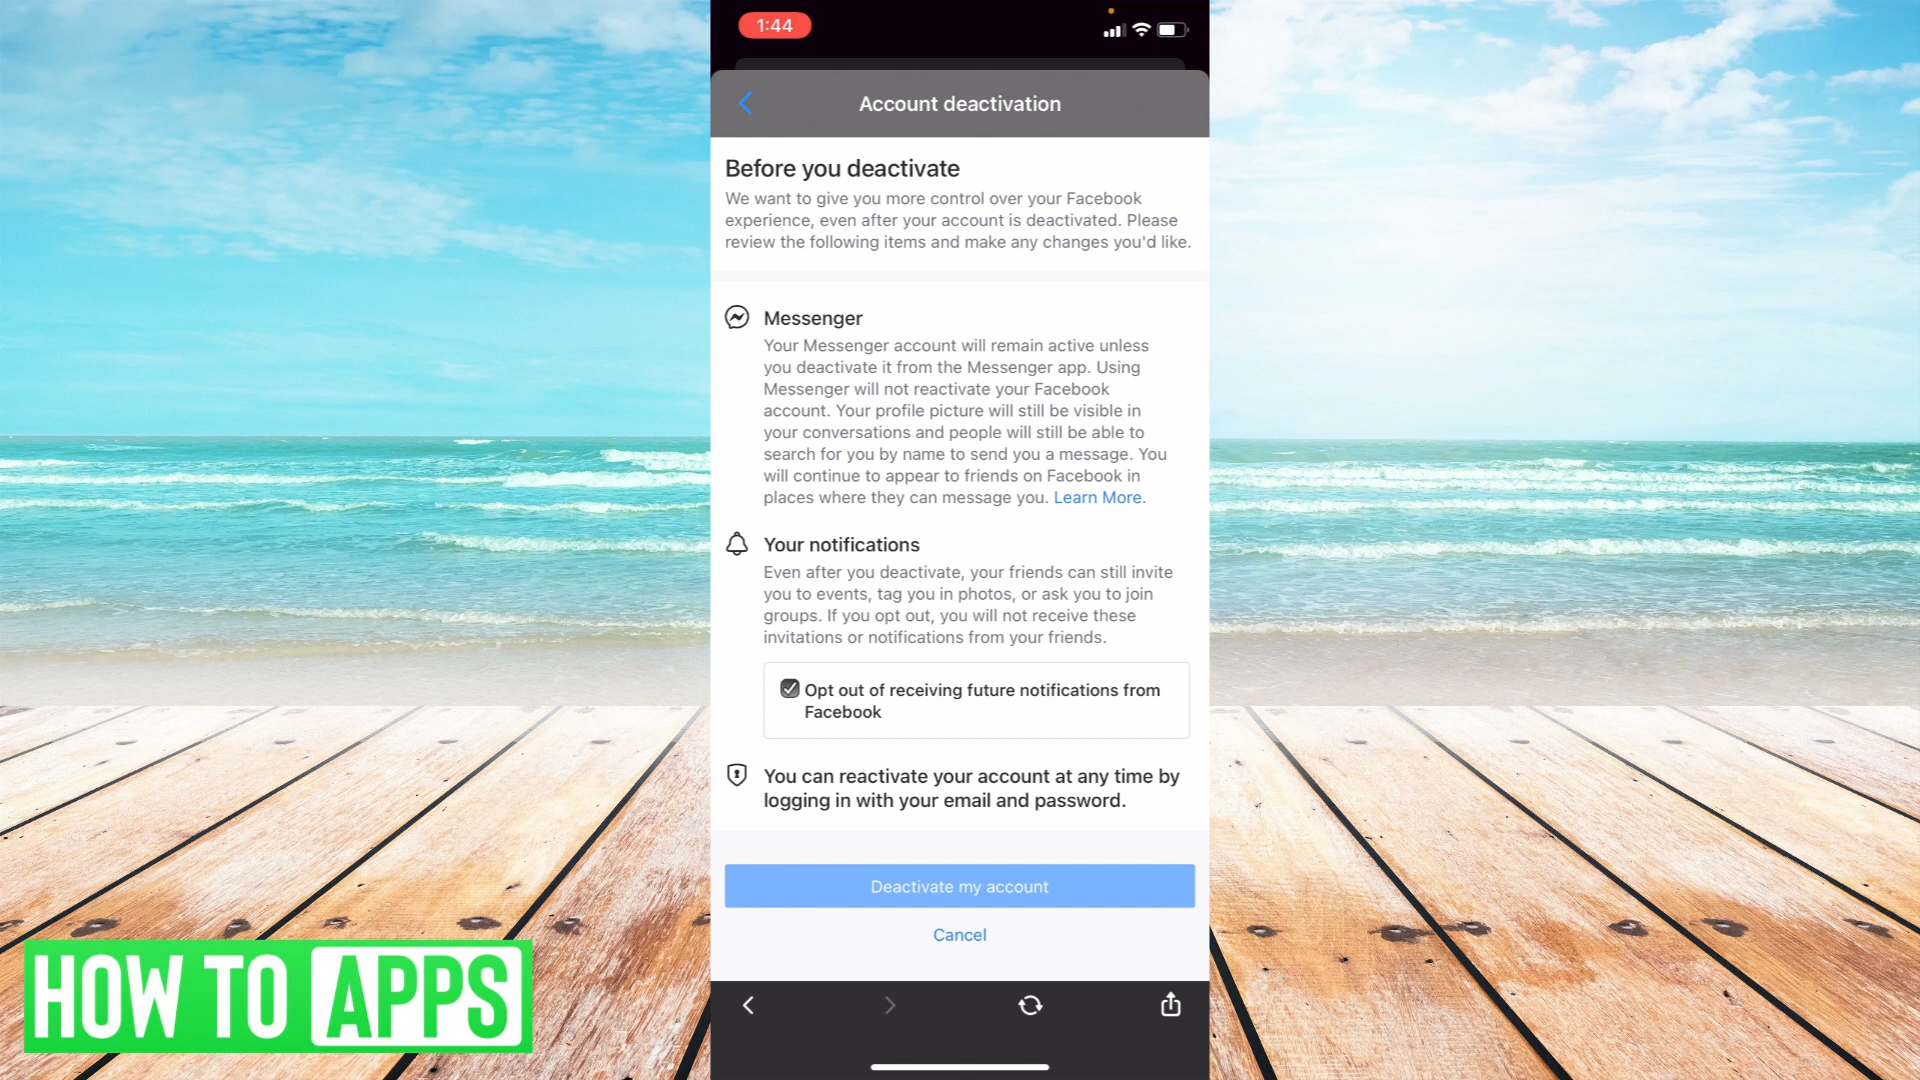 1:44
Account deactivation
Before you deactivate
We want to give you more control over your Facebook
experience, even after your account is deactivated. Please
review the following items and make any changes you'd like.
Messenger
Your Messenger account will remain active unless
you deactivate it from the Messenger app. Using
Messenger will not reactivate your Facebook
account. Your profile picture will still be visible in
your conversations and people will still be able to
search for you by name to send you a message. You
will continue to appear to friends on Facebook in
places where they can message you. Learn More.
Your notifications
Even after you deactivate, your friends can still invite
you to events, tag you in photos, or ask you to join
groups. If you opt out, you will not receive these
invitations or notifications from your friends.
Opt out of receiving future notifications from
Facebook
You can reactivate your account at any time by
logging in with your email and password.
Deactivate my account
Cancel
HOW TO APPS